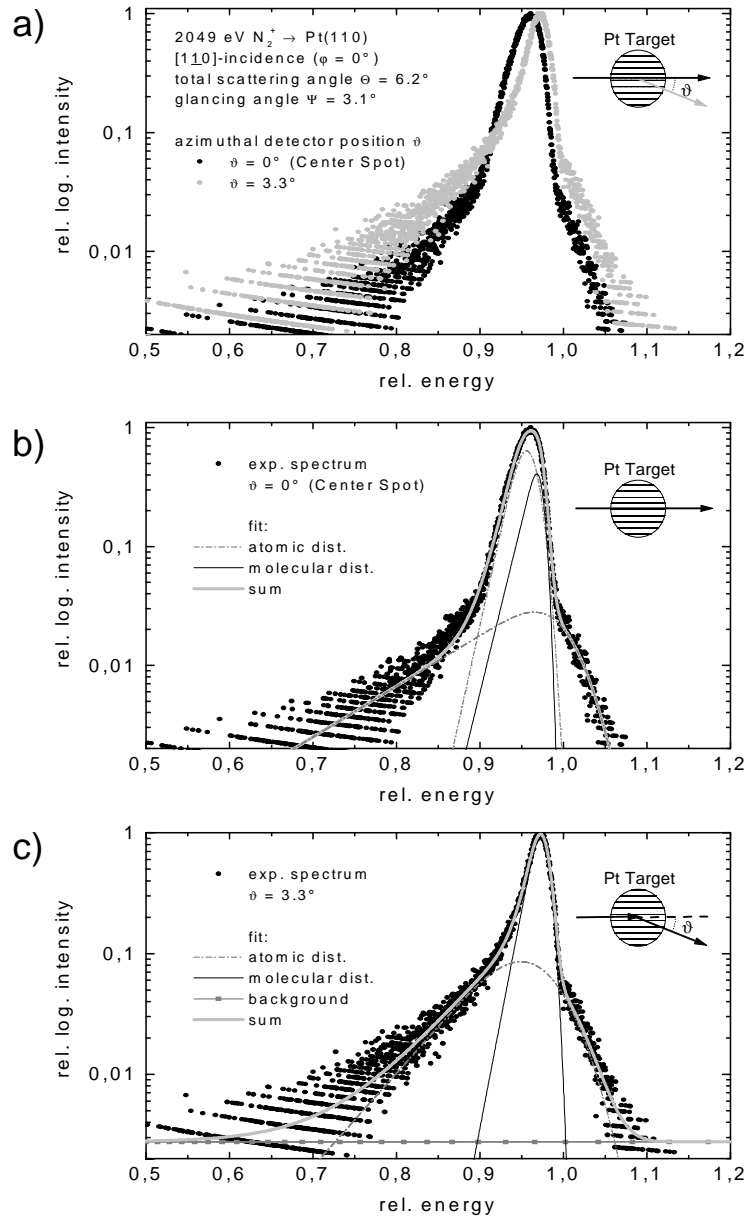 a)
2049 eV N₂⁺ → Pt(110)
[11̲0]-incidence (φ = 0°)
total scattering angle Θ = 6.2°
glancing angle Ψ = 3.1°
azimuthal detector position ϑ
ϑ = 0° (Center Spot)
ϑ = 3.3°
Pt Target
ϑ
rel. log. intensity
1
0,1
0,01
0,5 0,6 0,7 0,8 0,9 1,0 1,1 1,2
rel. energy
b)
exp. spectrum
ϑ = 0° (Center Spot)
fit:
atomic dist.
molecular dist.
sum
Pt Target
rel. log. intensity
1
0,1
0,01
0,5 0,6 0,7 0,8 0,9 1,0 1,1 1,2
rel. energy
c)
exp. spectrum
ϑ = 3.3°
fit:
atomic dist.
molecular dist.
background
sum
Pt Target
ϑ
rel. log. intensity
1
0,1
0,01
0,5 0,6 0,7 0,8 0,9 1,0 1,1 1,2
rel. energy